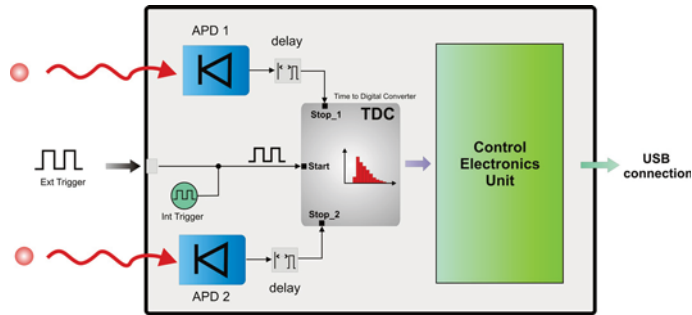 APD 1
delay
Time to Digital Converter
Stop_1
TDC
Ext Trigger
Start
Int Trigger
Stop_2
Control
Electronics
Unit
USB
connection
APD 2
delay